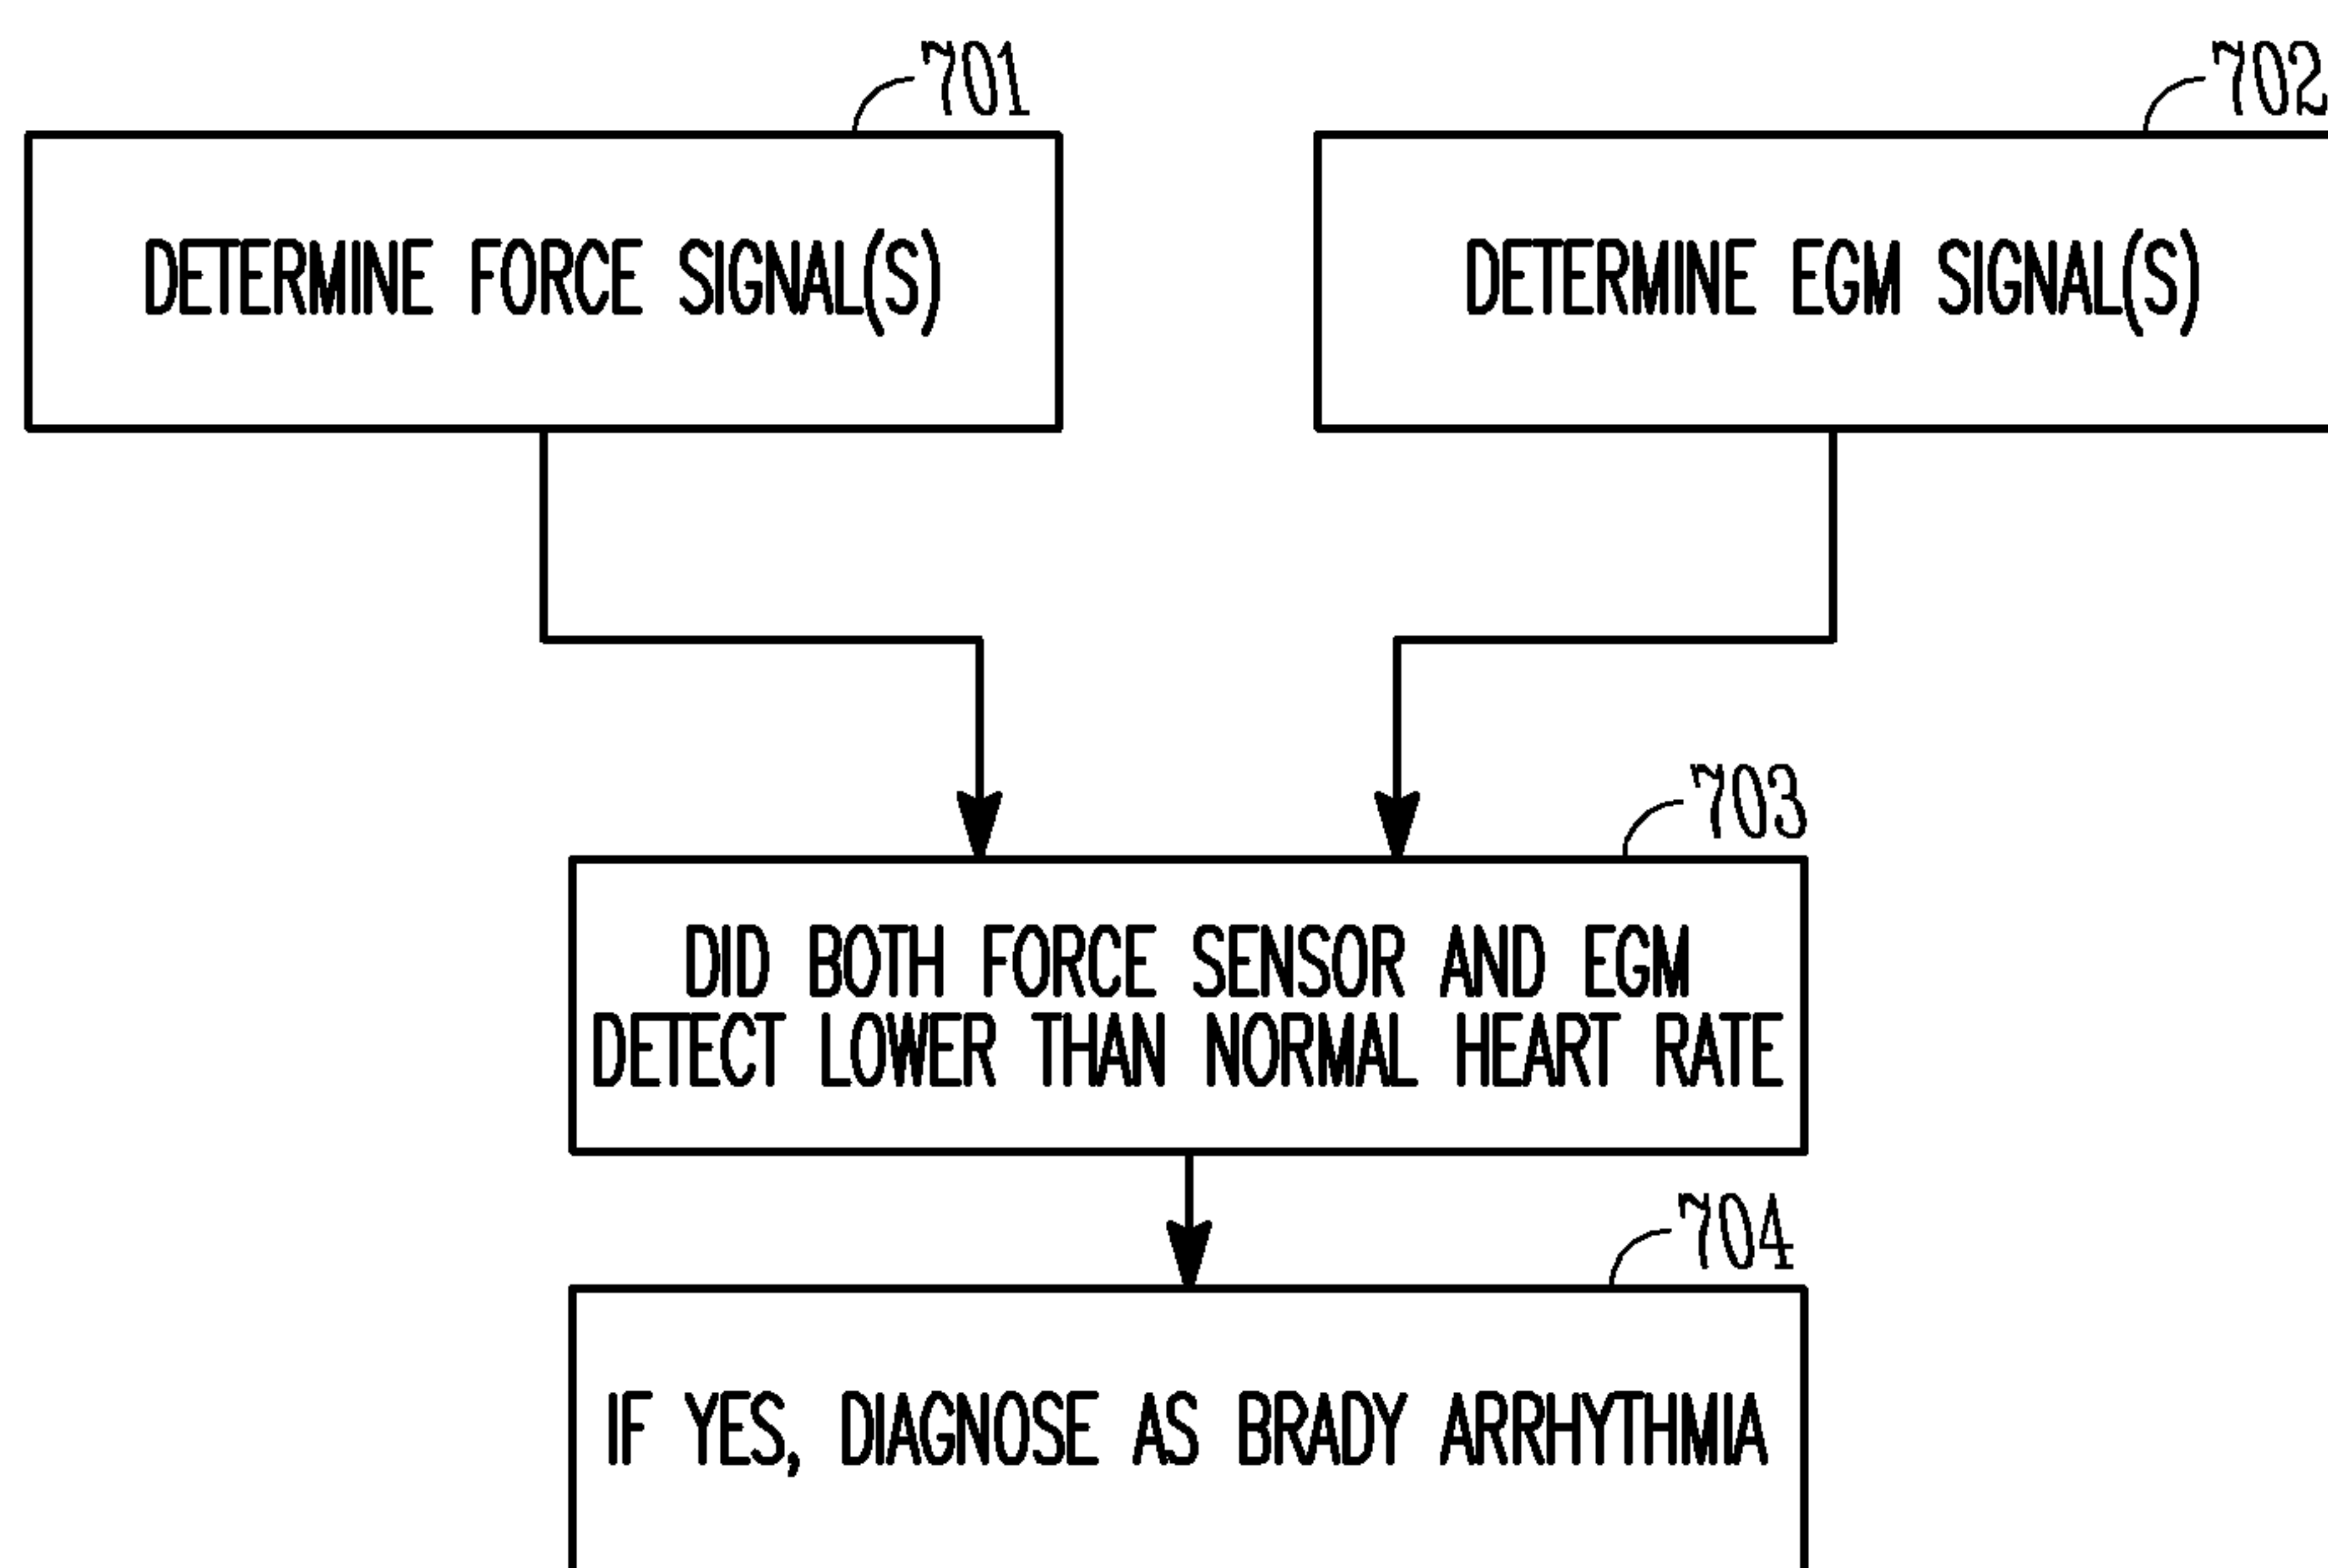 701
702
DETERMINE FORCE SIGNAL(S)
DETERMINE EGM SIGNAL(S)
703
DID BOTH FORCE SENSOR AND EGM
DETECT LOWER THAN NORMAL HEART RATE
704
IF YES, DIAGNOSE AS BRADY ARRHYTHMIA